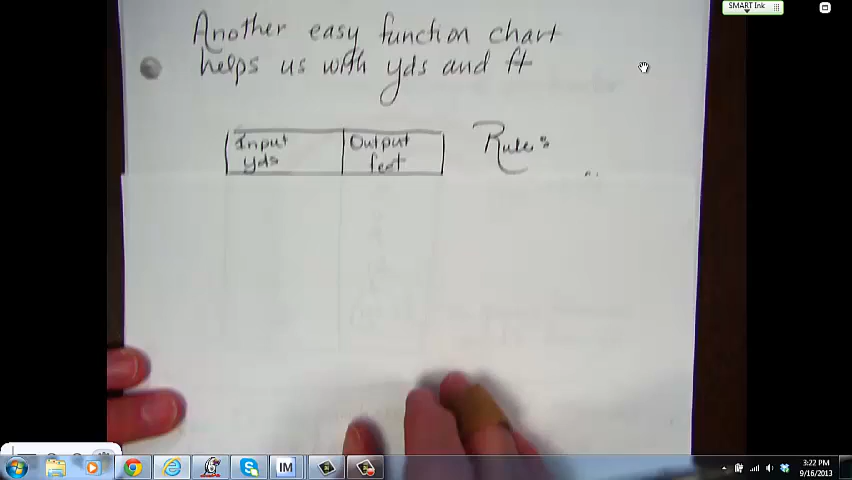 SMART Ink
Another easy function chart
helps us with yds and ft
Input
yds
Output
feet
Rule:
IM
3:22 PM
9/16/2013